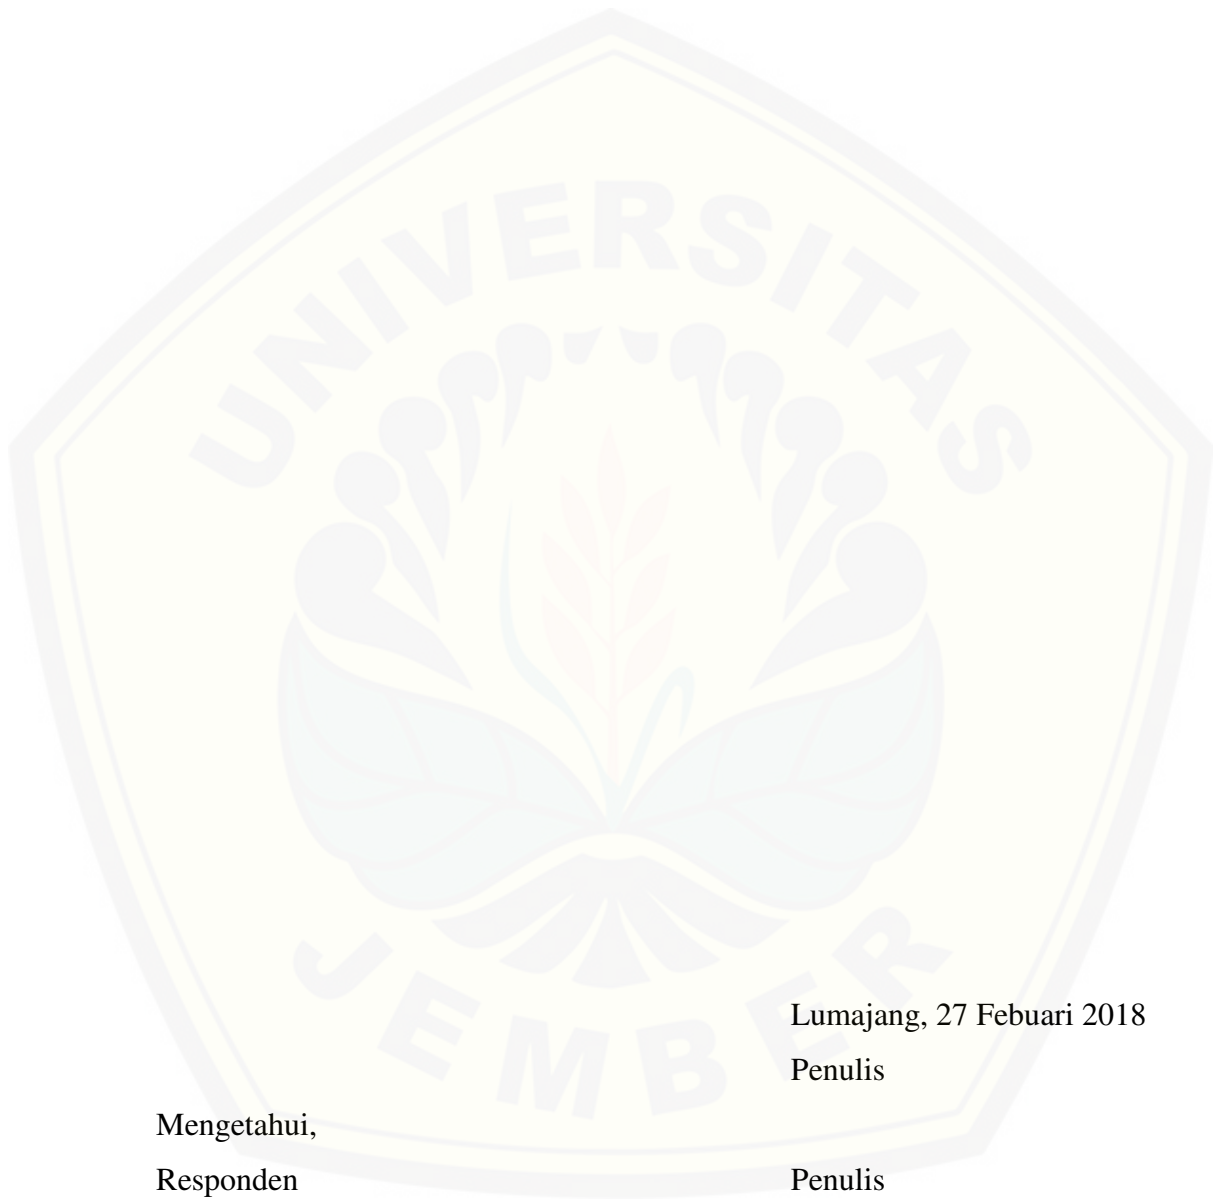 UNIVERSITAS
JEMBER
Lumajang, 27 Febuari 2018
Penulis
Mengetahui,
Responden Penulis